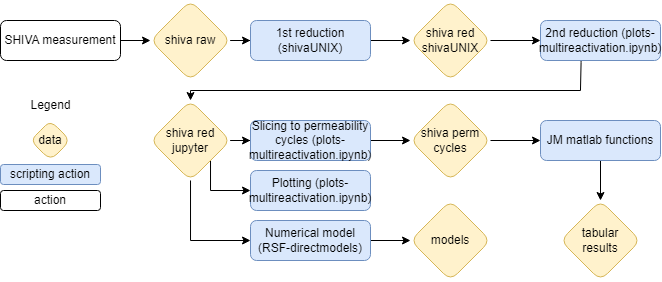 SHIVA measurement
shiva raw
1st reduction
(shivaUNIX)
shiva red
shivaUNIX
2nd reduction (plots-
multireactivation.ipynb)
Legend
data
scripting action
action
shiva red
jupyter
Slicing to permeability
cycles (plots-
multireactivation.ipynb)
shiva perm
cycles
JM matlab functions
Plotting (plots-
multireactivation.ipynb)
Numerical model
(RSF-directmodels)
models
tabular
results